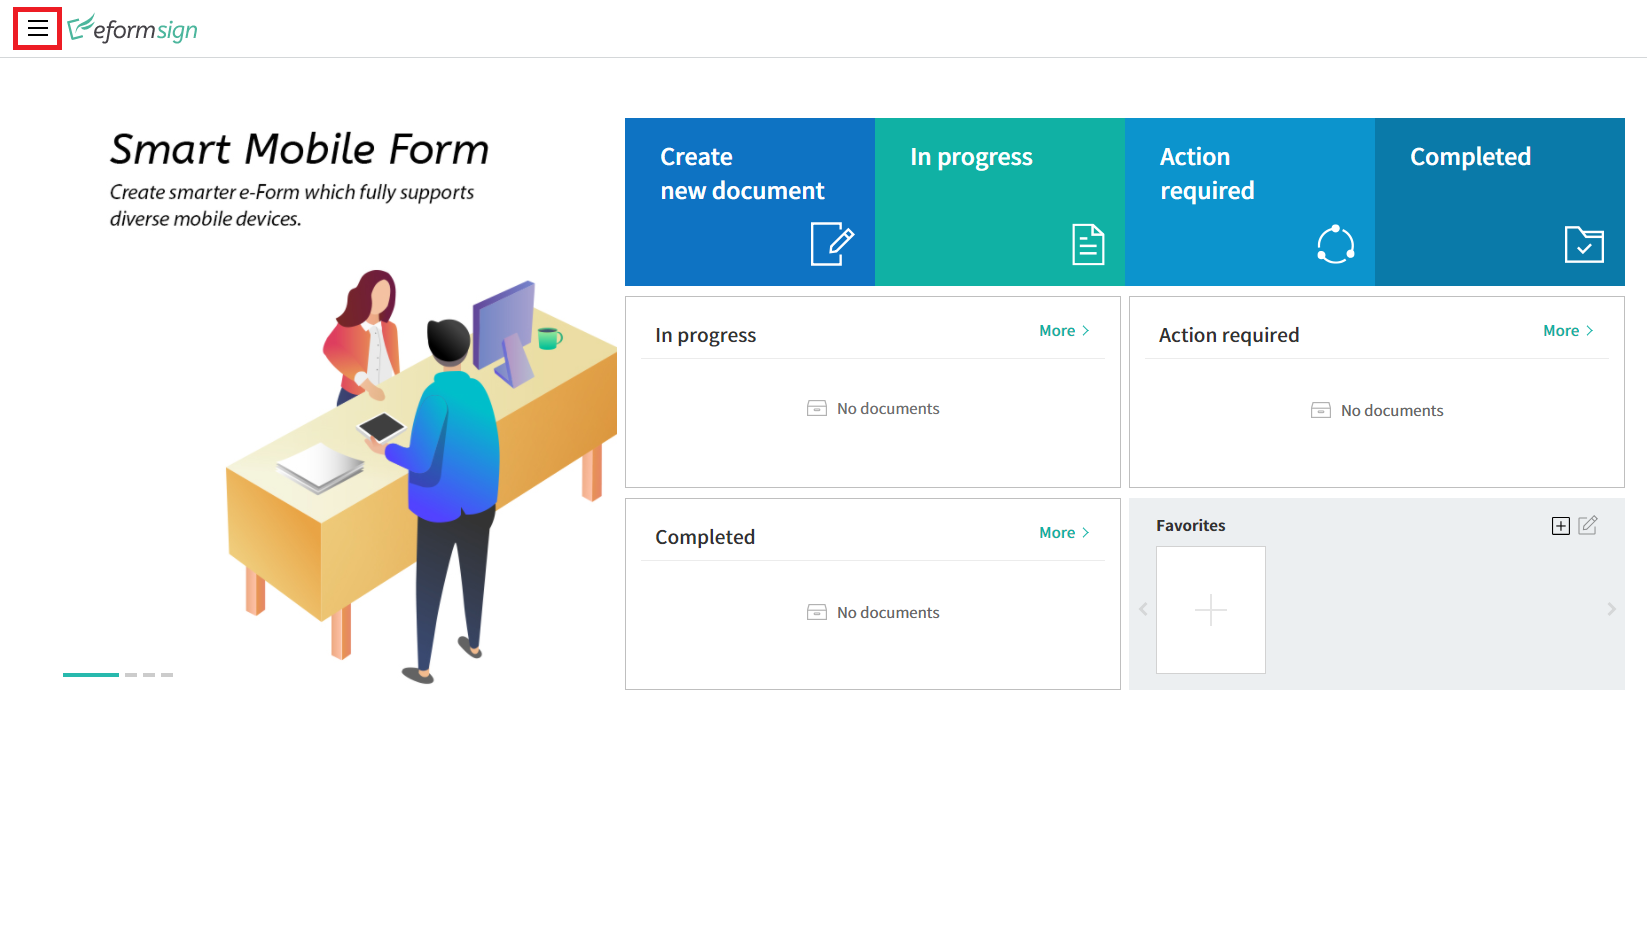 eformsign
Smart Mobile Form
Create smarter e-Form which fully supports
diverse mobile devices.
Create
new document
In progress
Action
required
Completed
In progress
More
No documents
Action required
More
No documents
Completed
More
No documents
Favorites